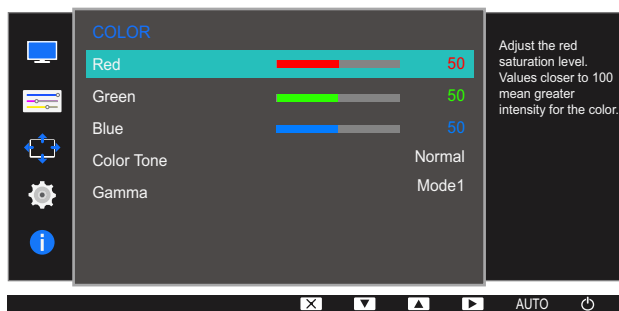 COLOR
Red 50
Green 50
Blue 50
Color Tone Normal
Gamma Mode1
Adjust the red
saturation level.
Values closer to 100
mean greater
intensity for the color.
AUTO